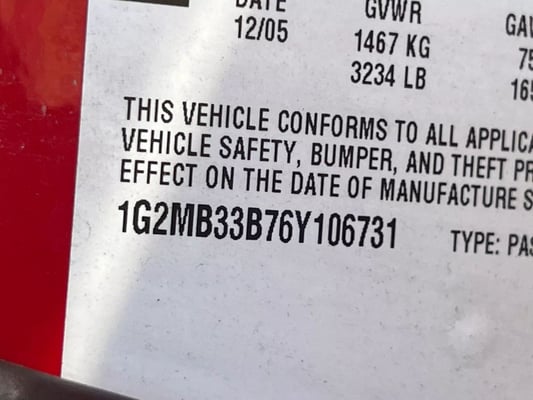 DATE GVWR
12/05 1467 KG
3234 LB
THIS VEHICLE CONFORMS TO ALL
VEHICLE SAFETY, BUMPER, AND THEFT
EFFECT ON THE DATE OF MANUFACTURE
1G2MB33B76Y106731 TYPE: